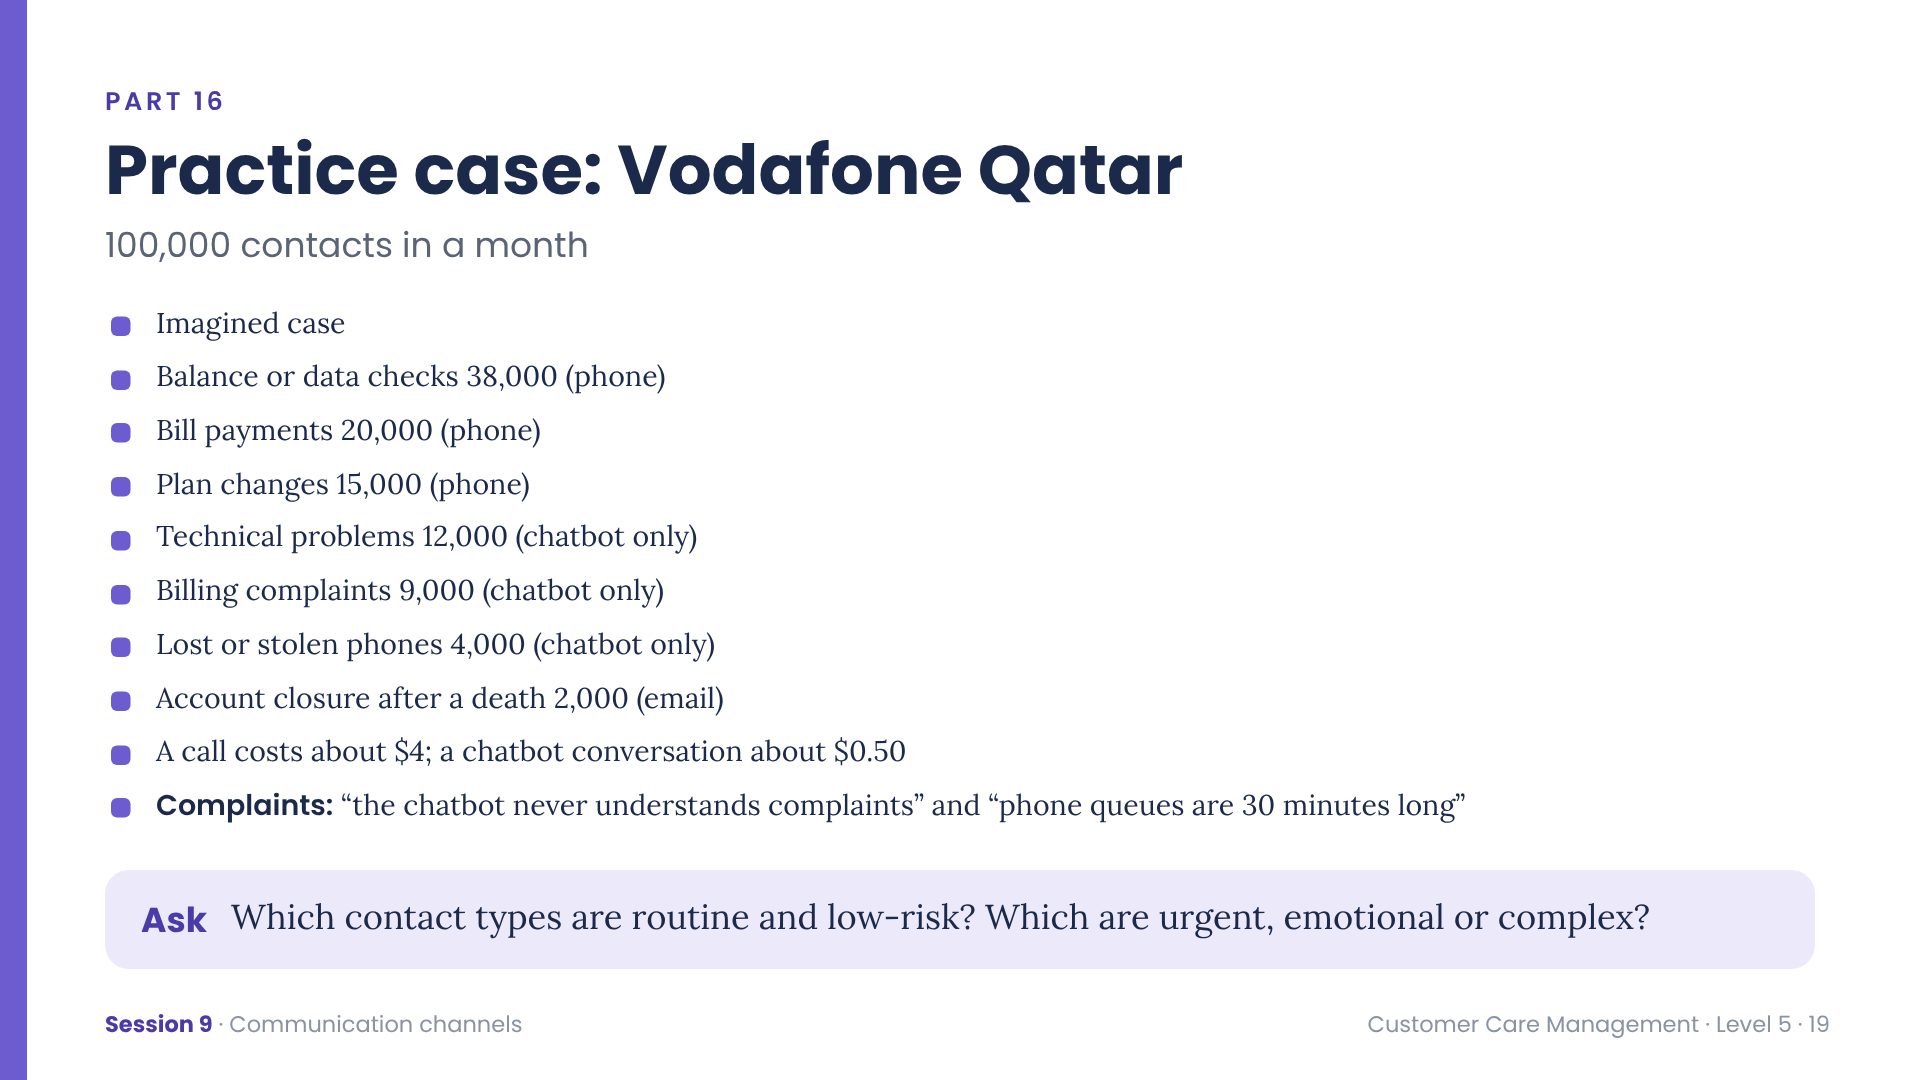 PART 16
Practice case: Vodafone Qatar
100,000 contacts in a month
Imagined case
Balance or data checks 38,000 (phone)
Bill payments 20,000 (phone)
Plan changes 15,000 (phone)
Technical problems 12,000 (chatbot only)
Billing complaints 9,000 (chatbot only)
Lost or stolen phones 4,000 (chatbot only)
Account closure after a death 2,000 (email)
A call costs about $4; a chatbot conversation about $0.50
Complaints: “the chatbot never understands complaints” and “phone queues are 30 minutes long”
Ask Which contact types are routine and low-risk? Which are urgent, emotional or complex?
Session 9 · Communication channels
Customer Care Management · Level 5 · 19